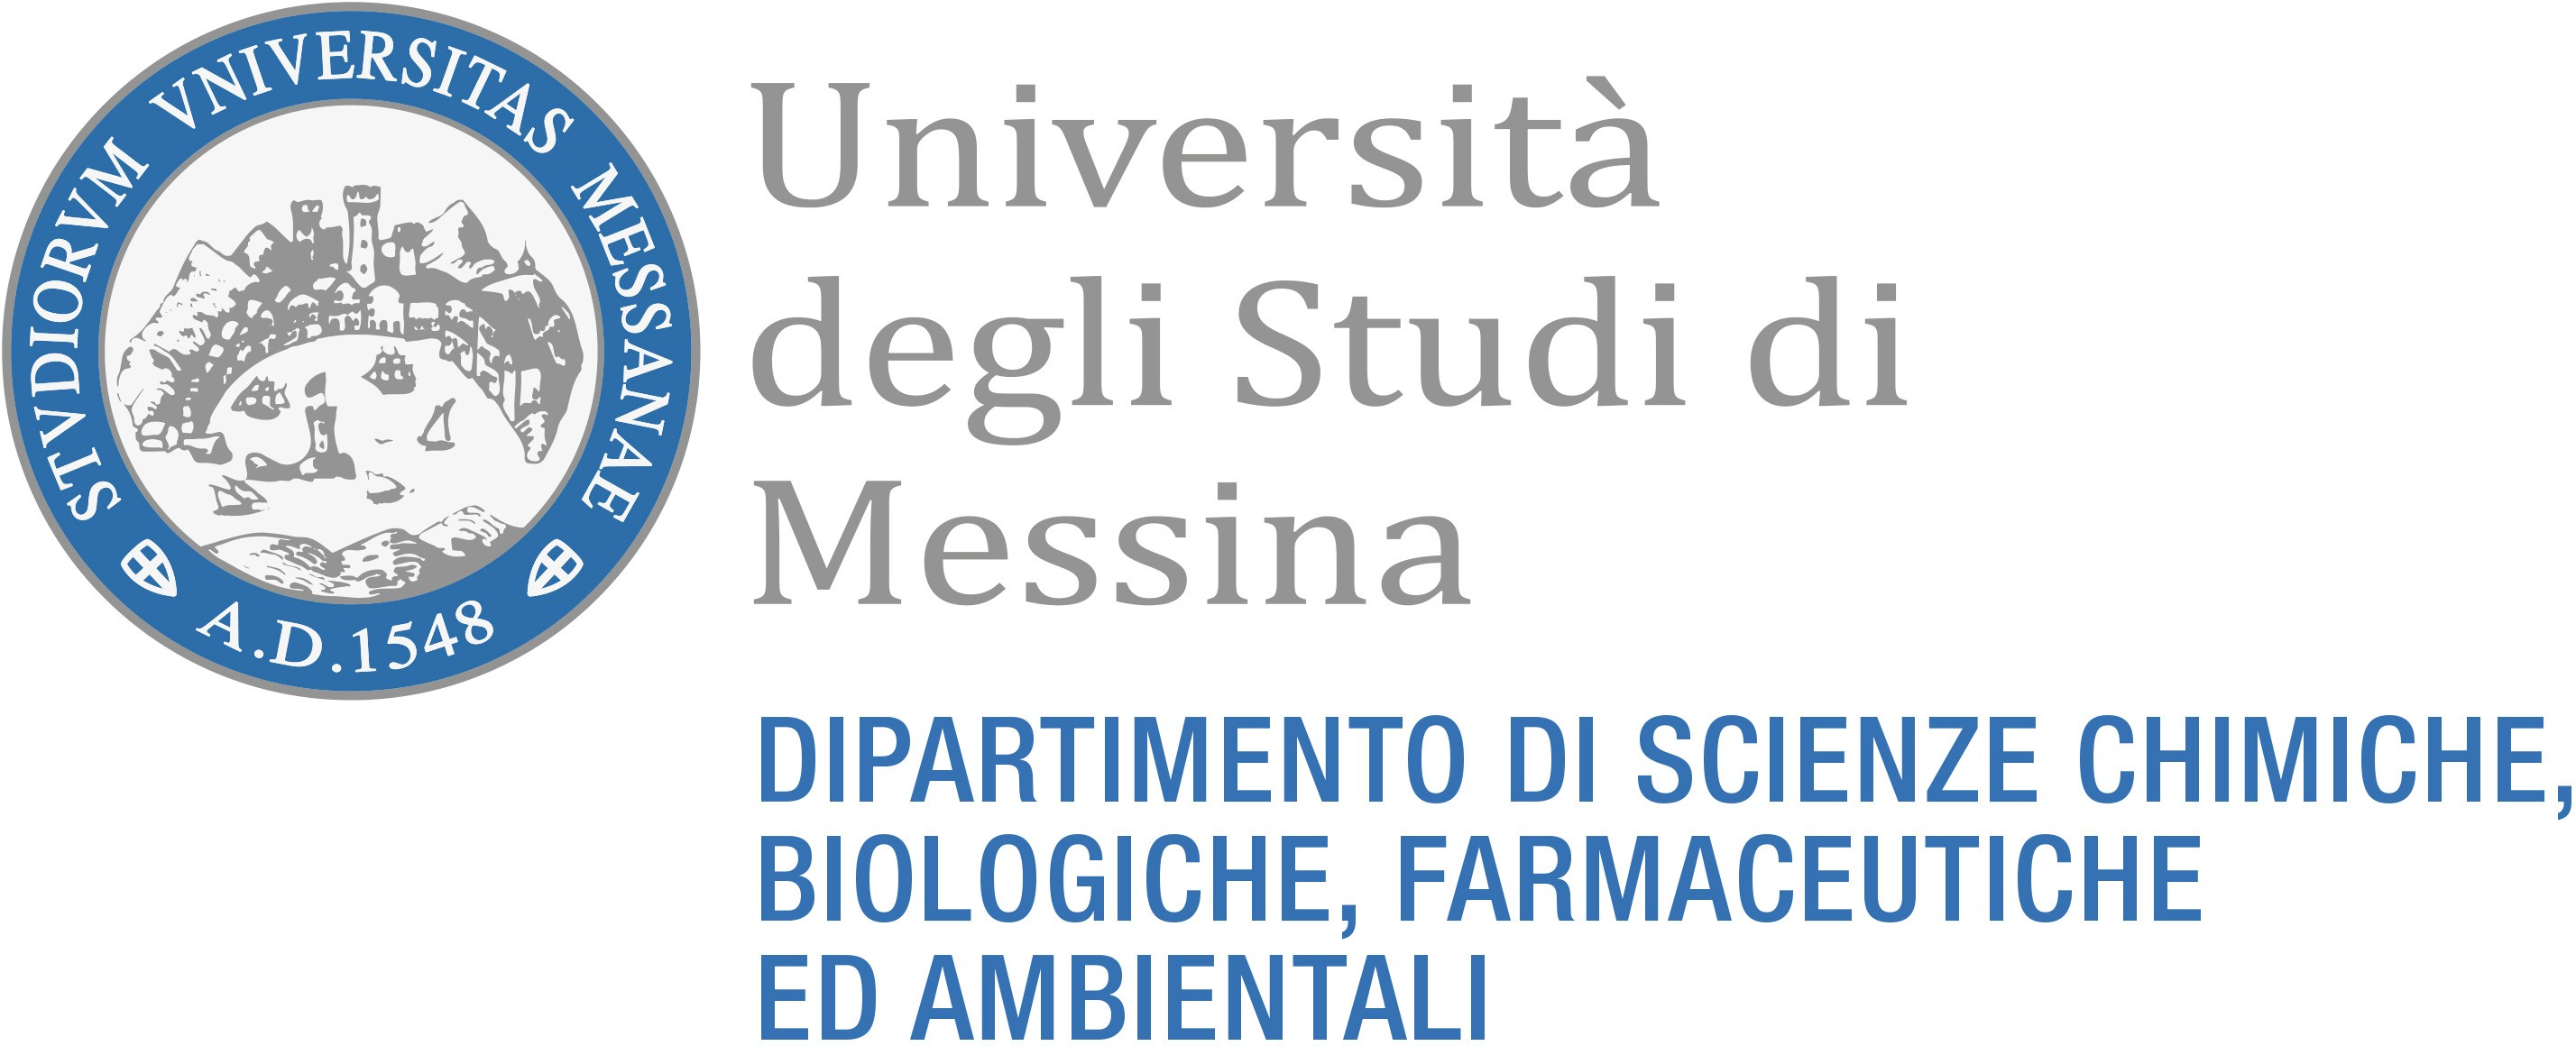 STVDIORVM VNIVERSITAS MESSANAE
A.D.1548
Università
degli Studi di
Messina
DIPARTIMENTO DI SCIENZE CHIMICHE,
BIOLOGICHE, FARMACEUTICHE
ED AMBIENTALI